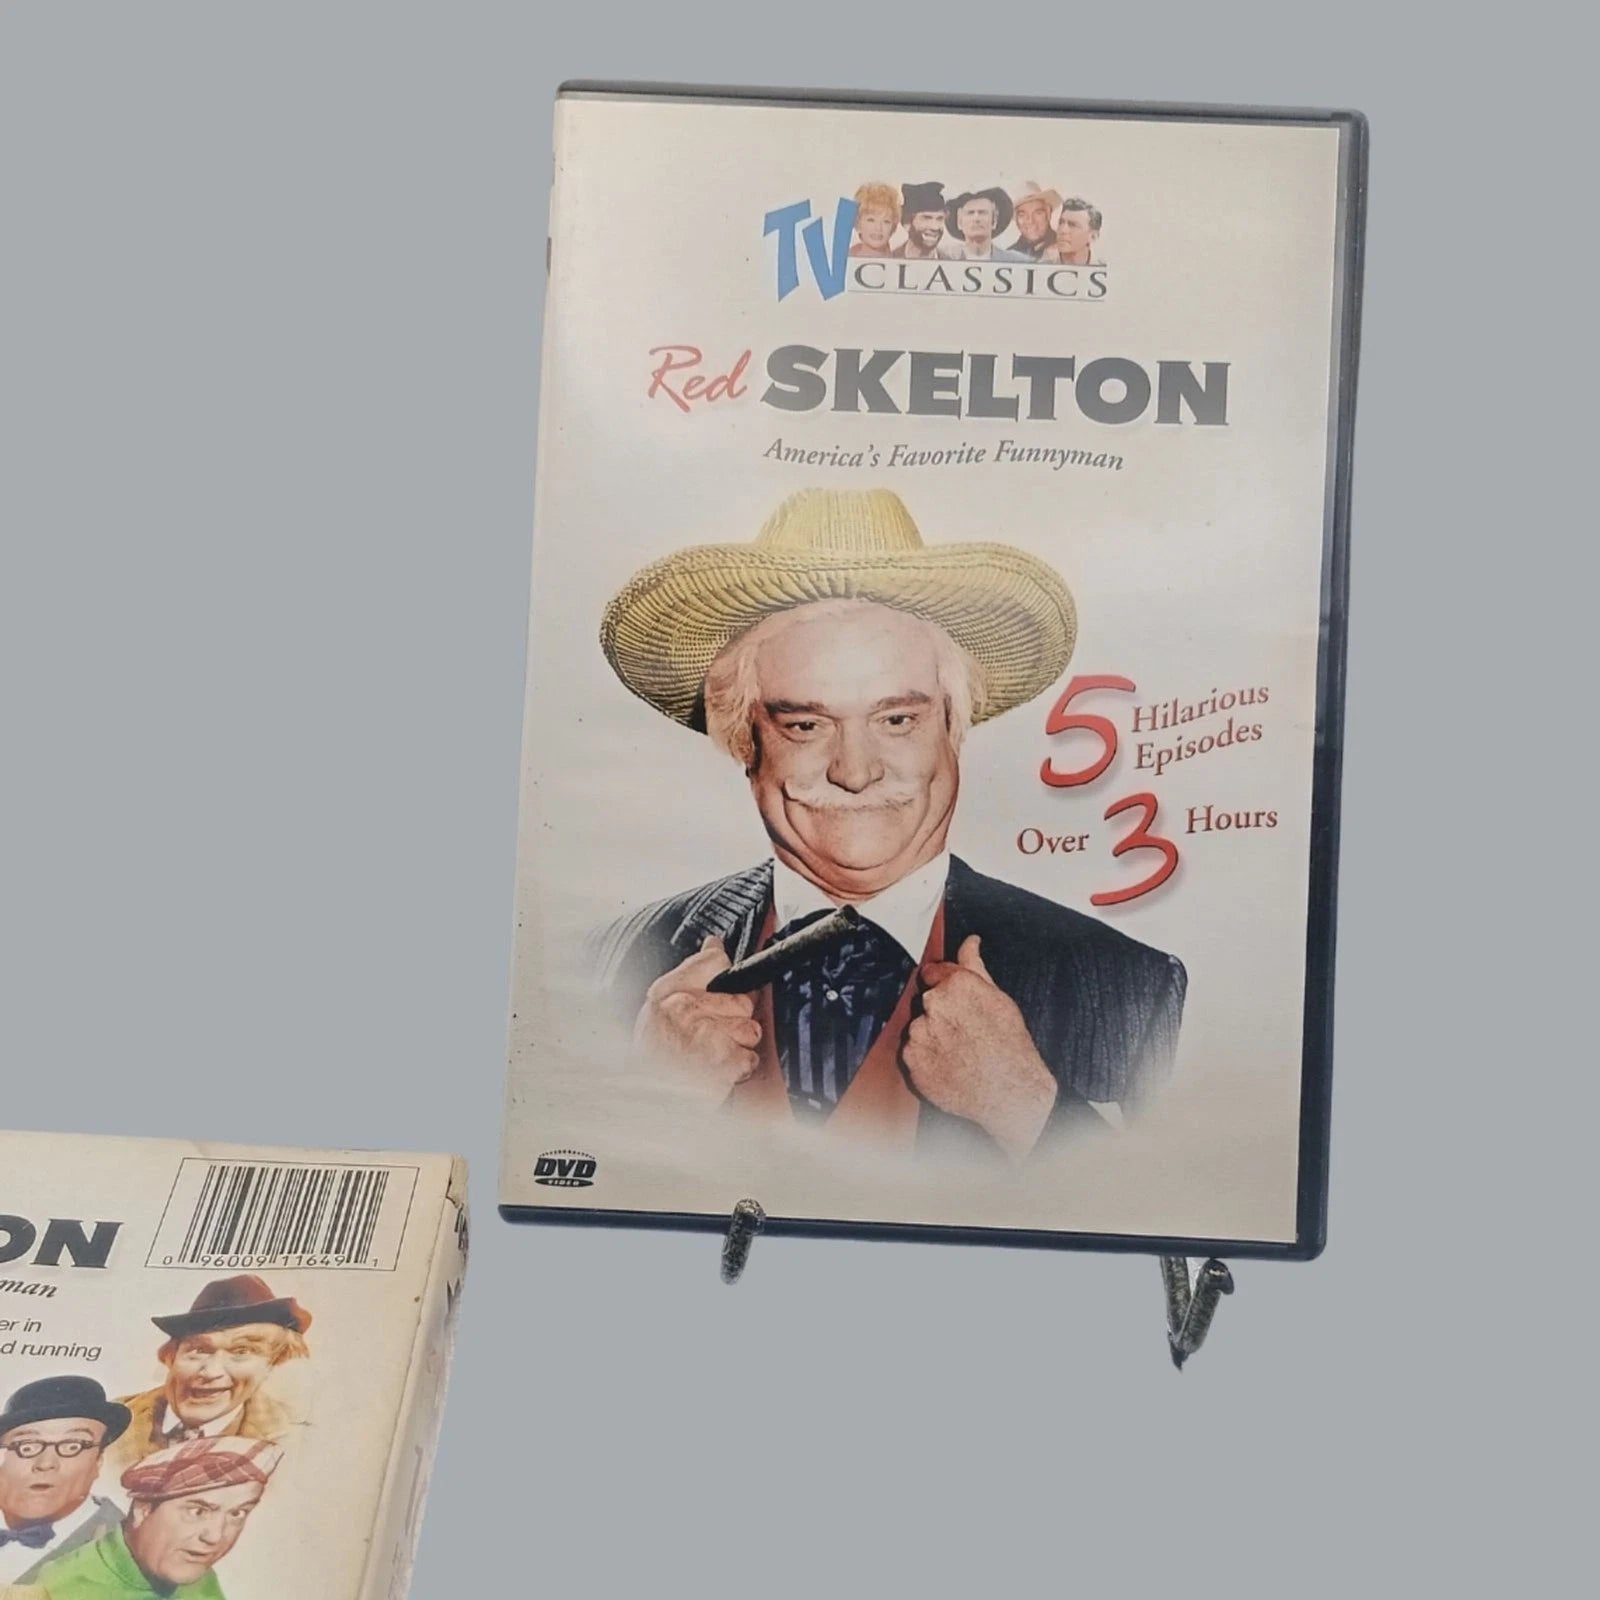 TV CLASSICS
Red SKELTON
America's Favorite Funnyman
5 Hilarious
Episodes
Over 3 Hours
DVD
VIDEO
ON
man
er in
d running
0 96009 11649 1